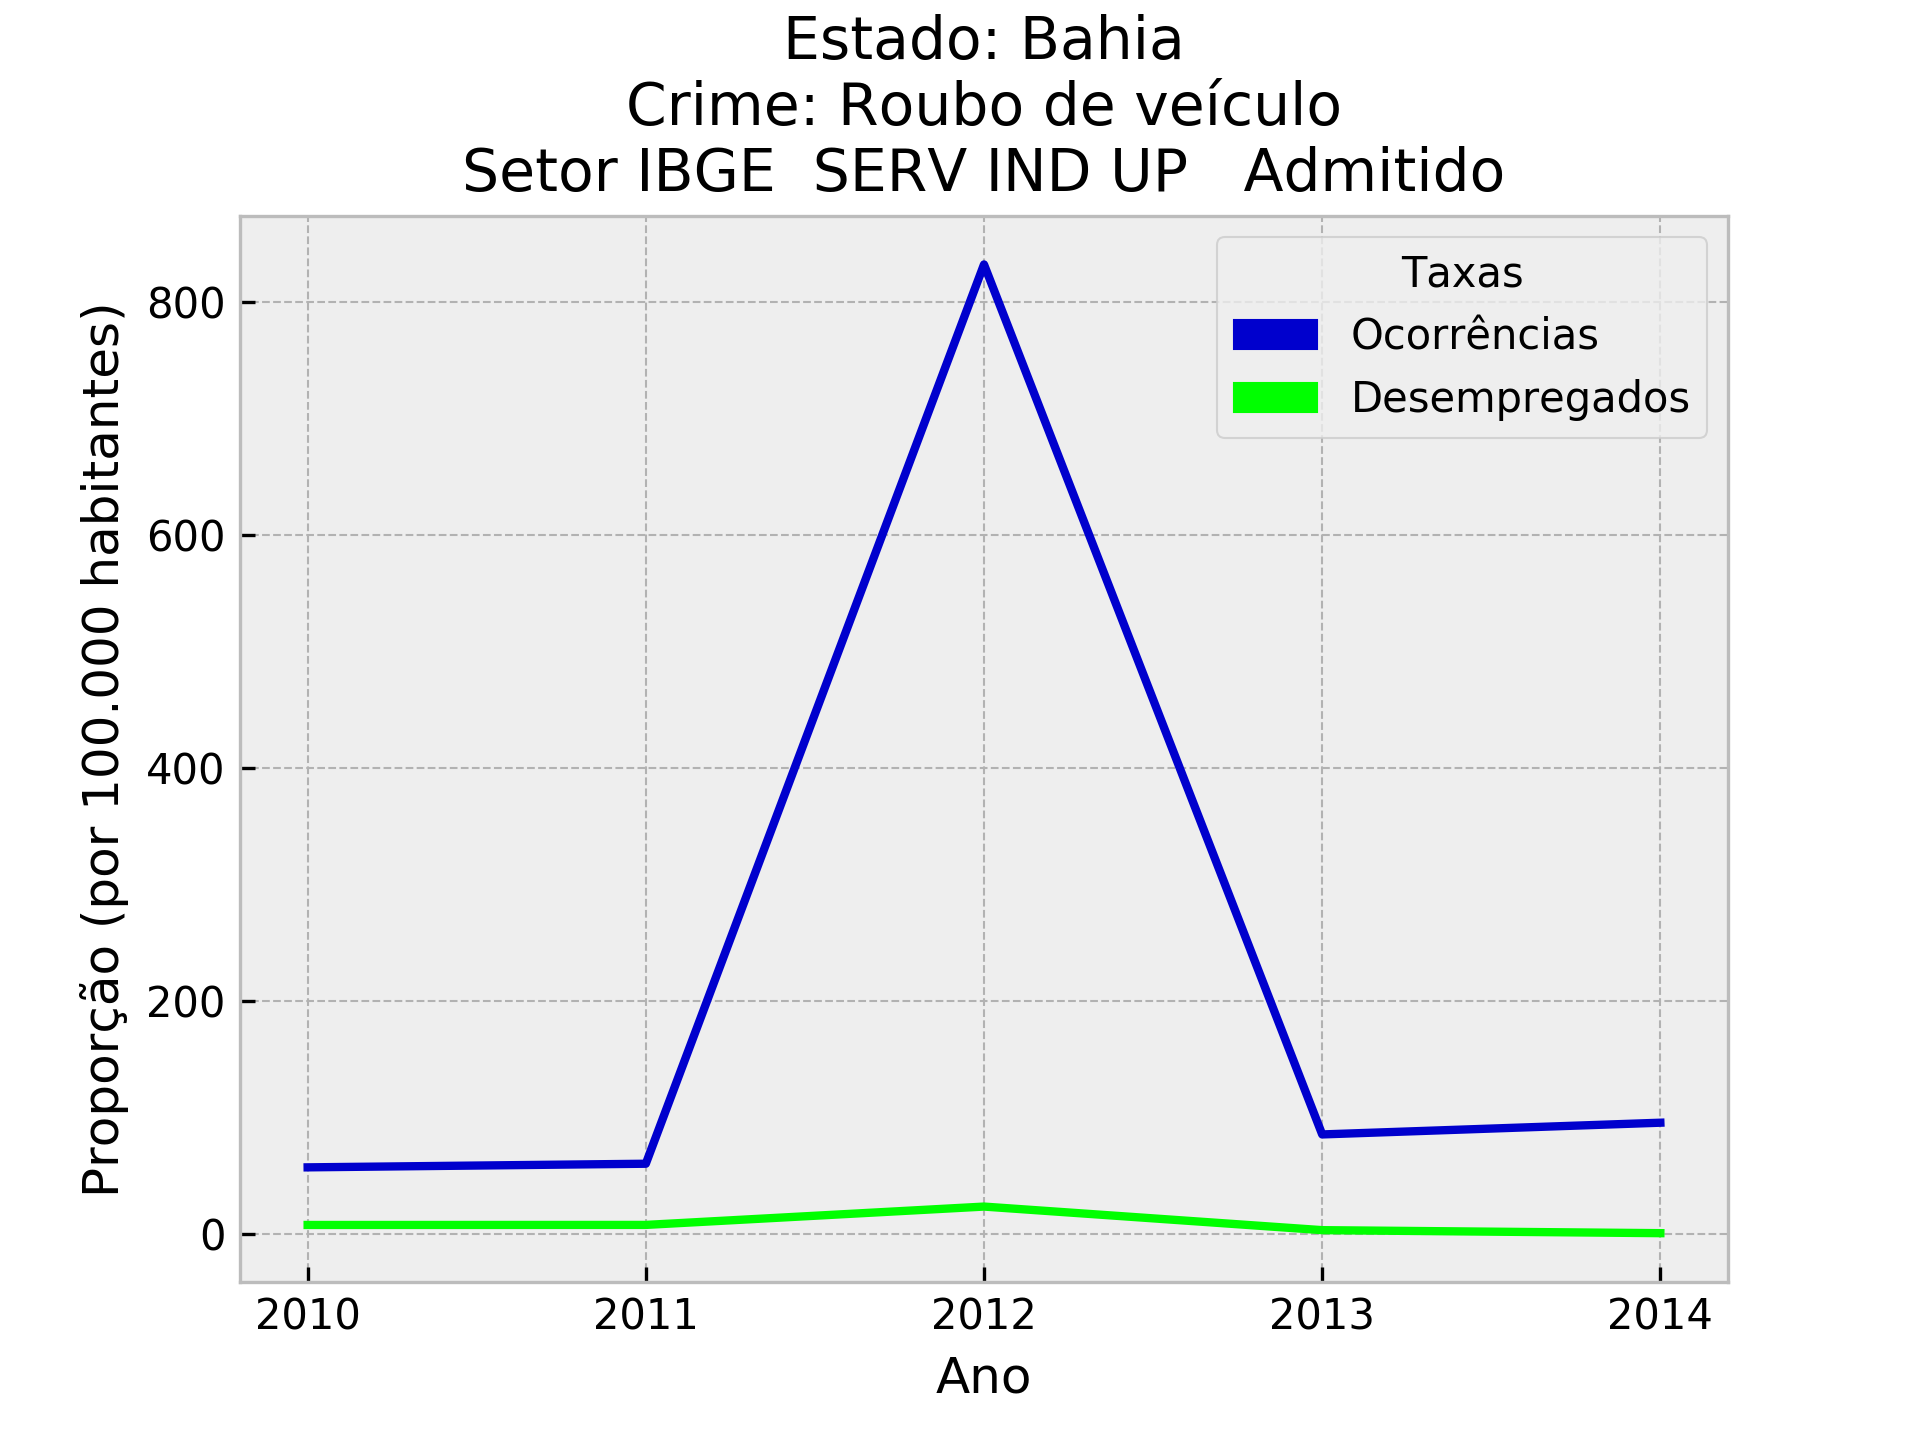 Estado: Bahia
Crime: Roubo de veículo
Setor IBGE  SERV IND UP   Admitido
Proporção (por 100.000 habitantes)
800
600
400
200
0
Taxas
Ocorrências
Desempregados
2010
2011
2012
2013
2014
Ano